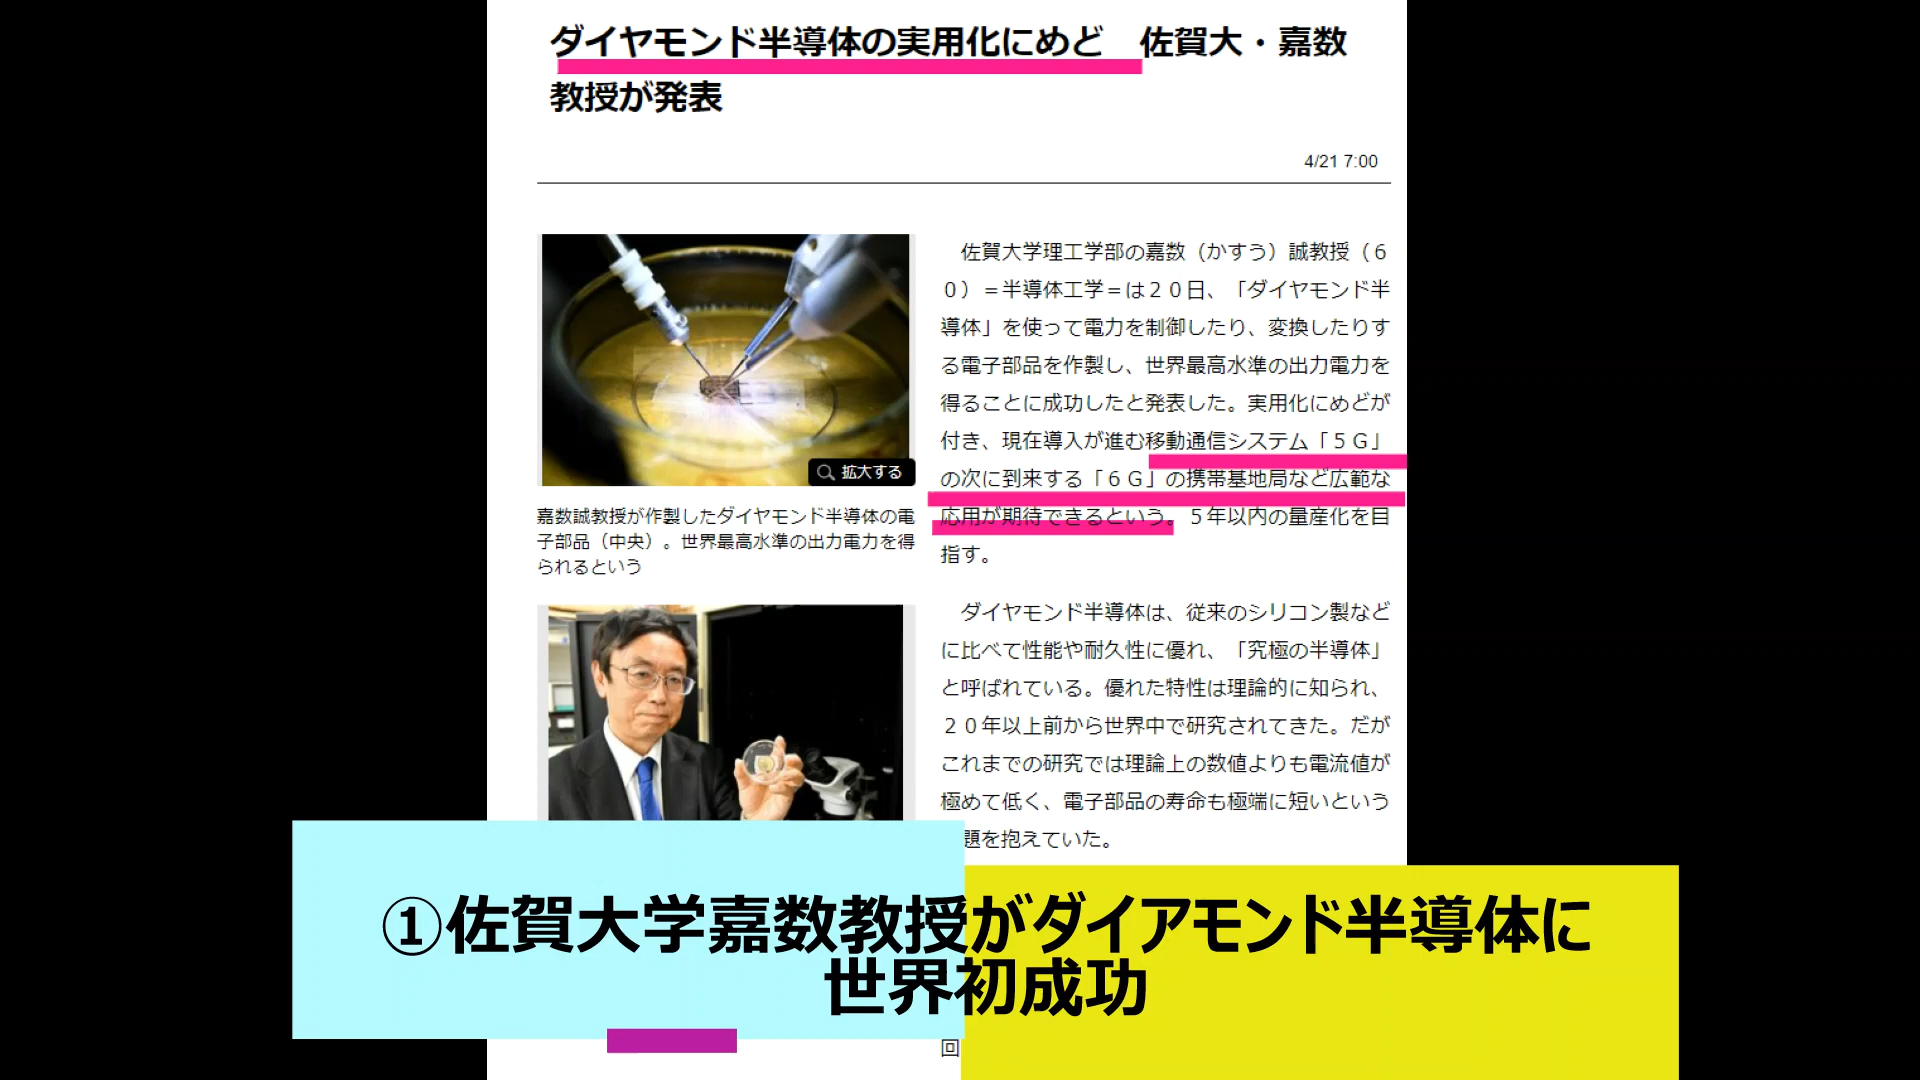 ダイヤモンド半導体の実用化にめど　佐賀大・嘉数
教授が発表
4/21 7:00
拡大する
嘉数誠教授が作製したダイヤモンド半導体の電
子部品（中央）。世界最高水準の出力電力を得
られるという
佐賀大学理工学部の嘉数（かすう）誠教授（６
０）＝半導体工学＝は２０日、「ダイヤモンド半
導体」を使って電力を制御したり、変換したりす
る電子部品を作製し、世界最高水準の出力電力を
得ることに成功したと発表した。実用化にめどが
付き、現在導入が進む移動通信システム「５Ｇ」
の次に到来する「６Ｇ」の携帯基地局など広範な
応用が期待できるという。５年以内の量産化を目
指す。
ダイヤモンド半導体は、従来のシリコン製など
に比べて性能や耐久性に優れ、「究極の半導体」
と呼ばれている。優れた特性は理論的に知られ、
２０年以上前から世界中で研究されてきた。だが
これまでの研究では理論上の数値よりも電流値が
極めて低く、電子部品の寿命も極端に短いという
題を抱えていた。
①佐賀大学嘉数教授がダイアモンド半導体に
世界初成功
回